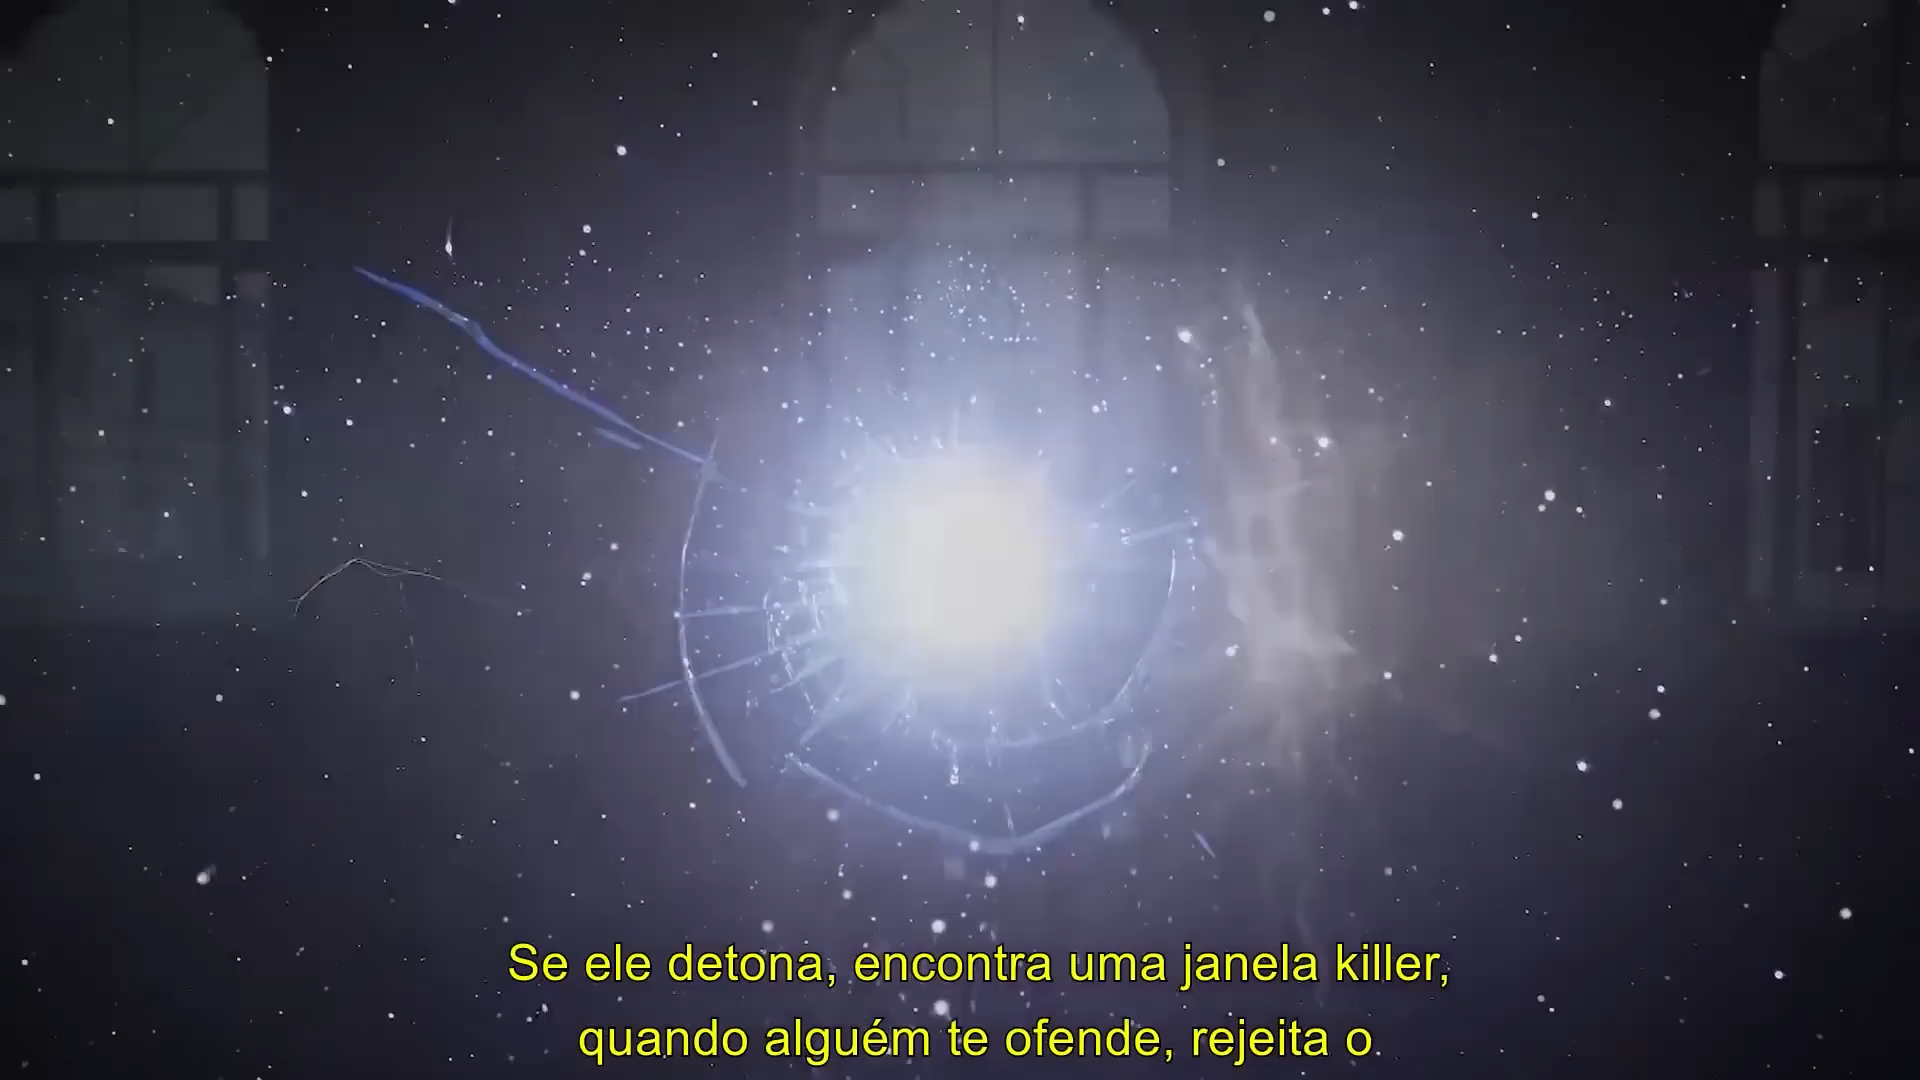 Se ele detona, encontra uma janela killer,
quando alguém te ofende, rejeita o